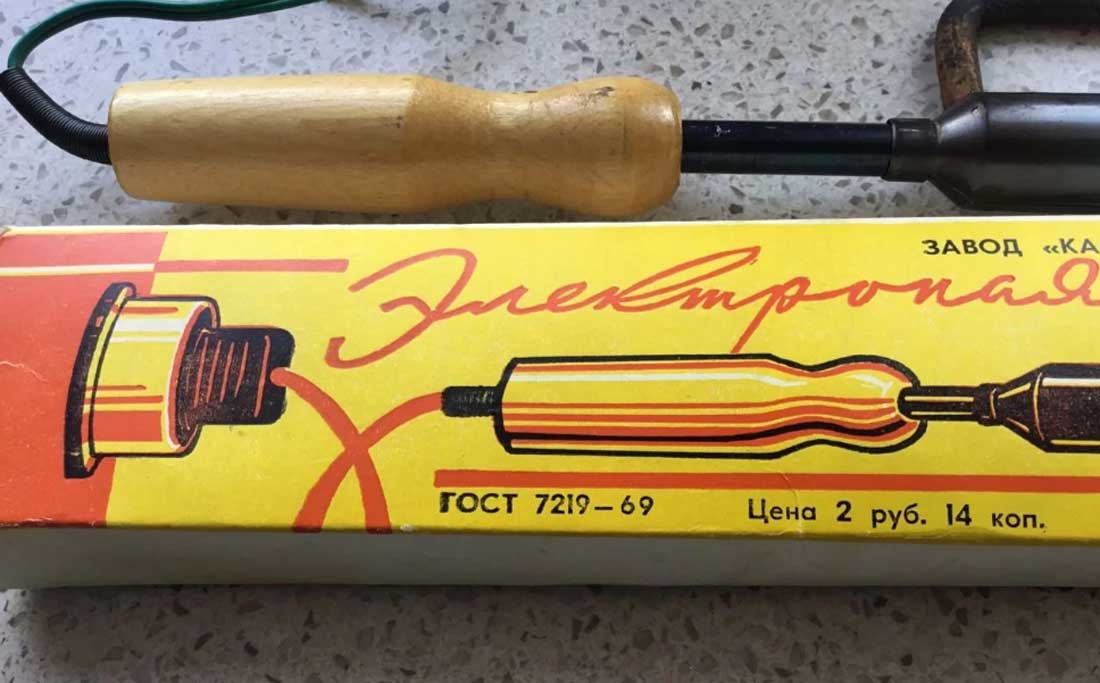 ЗАВОД «КА
Электропая
ГОСТ 7219–69
Цена 2 руб. 14 коп.